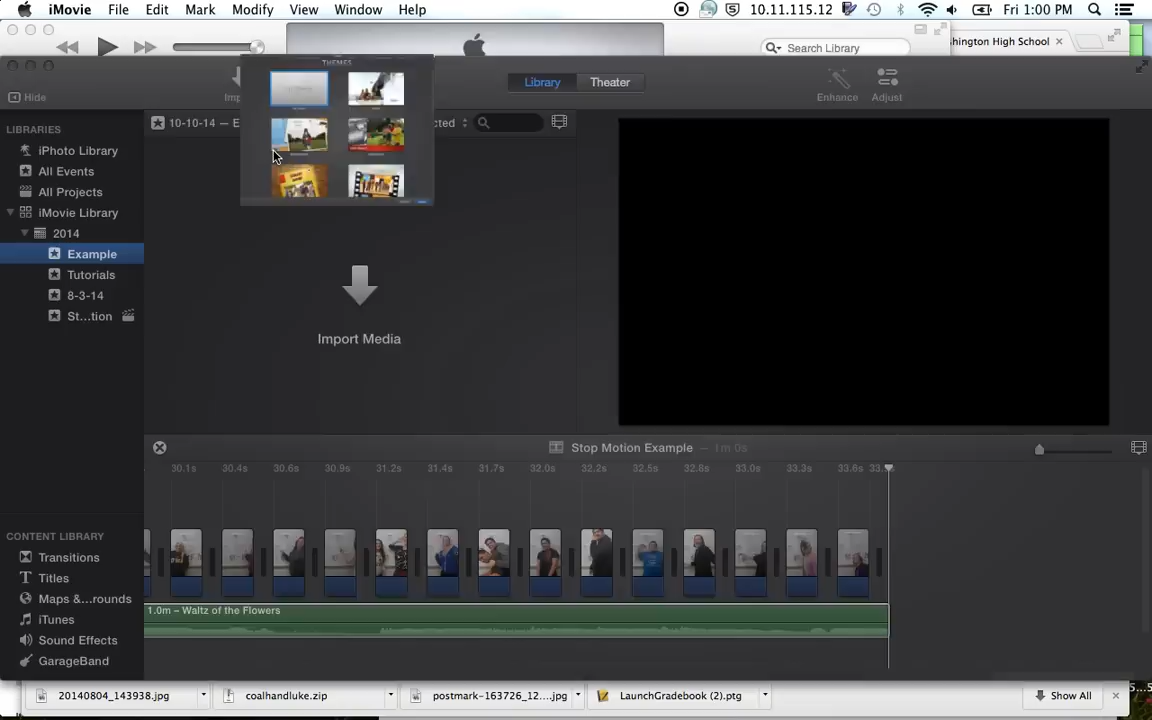 iMovie File Edit Mark Modify View Window Help 10.11.115.12 Fri 1:00 PM
Search Library
hington High School
THEMES
Hide
Imp
Library Theater
Enhance Adjust
LIBRARIES
10-10-14 — E
cted
iPhoto Library
All Events
All Projects
iMovie Library
2014
Example
Tutorials
8-3-14
St...tion
Import Media
Stop Motion Example — 1m 0s
30.1s 30.4s 30.6s 30.9s 31.2s 31.4s 31.7s 32.0s 32.2s 32.5s 32.8s 33.0s 33.3s 33.6s 33.
CONTENT LIBRARY
Transitions
Titles
Maps &...rounds
iTunes
Sound Effects
GarageBand
1.0m – Waltz of the Flowers
20140804_143938.jpg coalhandluke.zip postmark-163726_12....jpg LaunchGradebook (2).ptg Show All